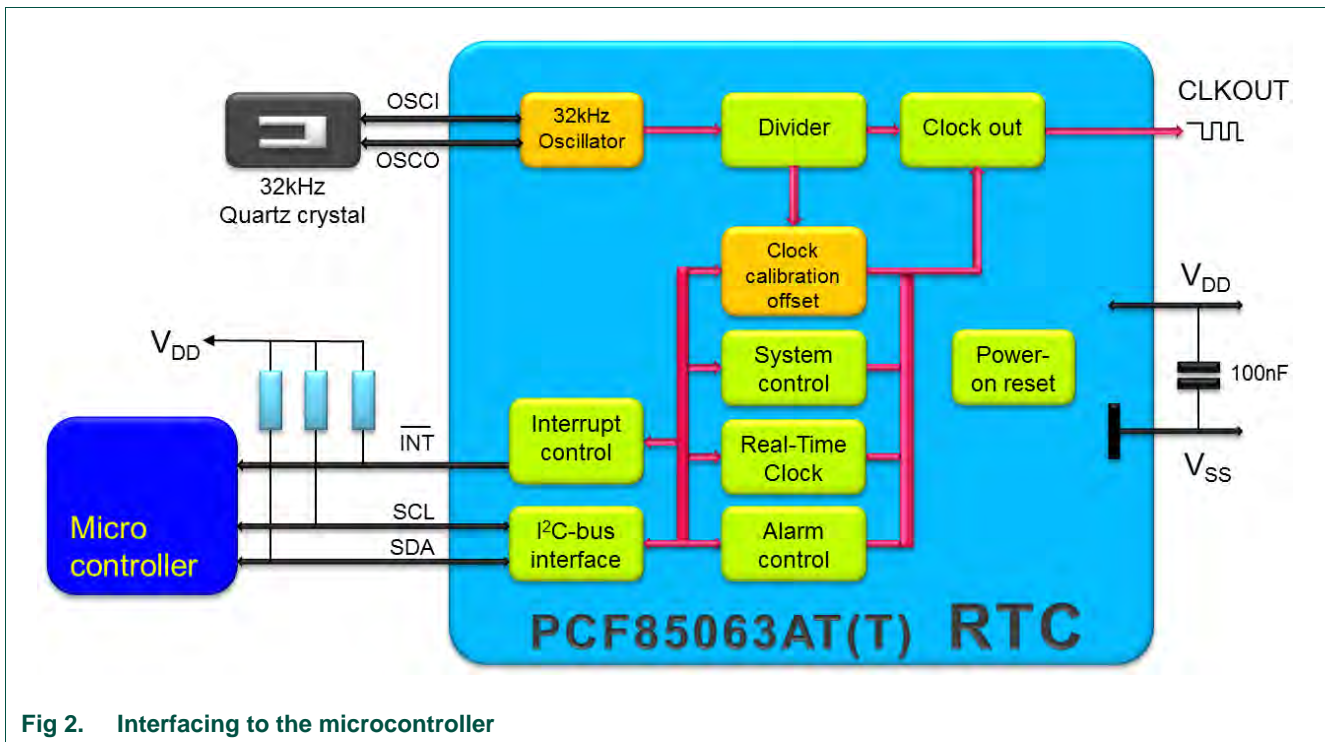 OSCI
OSCO
32kHz
Quartz crystal
32kHz
Oscillator
Divider
Clock out
CLKOUT
Clock
calibration
offset
VDD
System
control
Power-
on reset
VDD
100nF
VSS
Micro
controller
INT
SCL
SDA
Interrupt
control
Real-Time
Clock
I²C-bus
interface
Alarm
control
PCF85063AT(T) RTC
Fig 2. Interfacing to the microcontroller